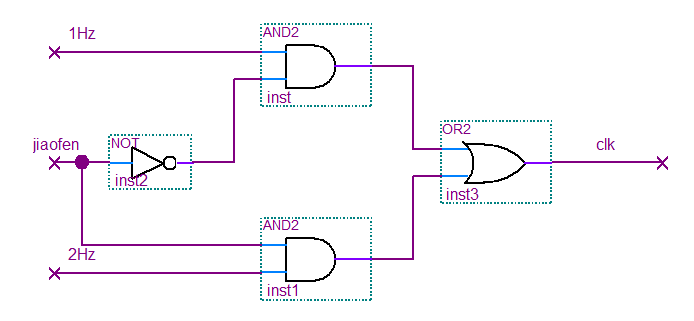 1Hz
AND2
inst
jiaofen
NOT
inst2
OR2
inst3
clk
AND2
2Hz
inst1